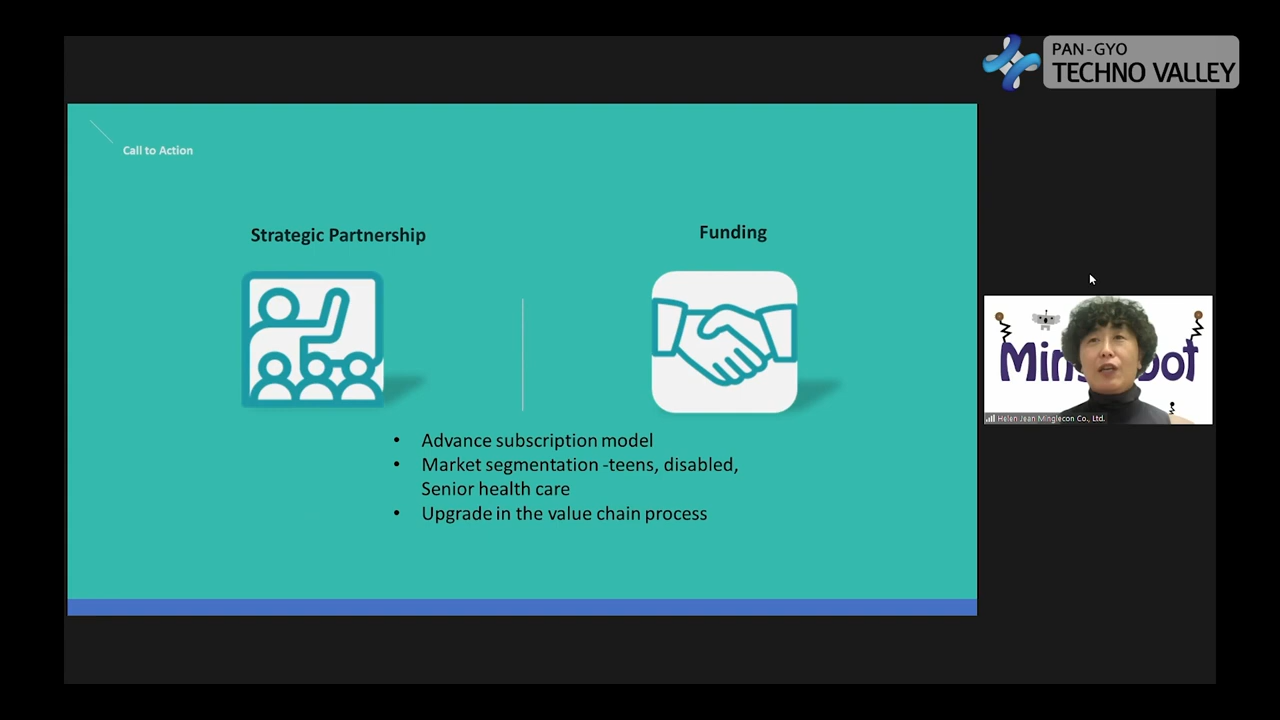 PAN-GYO
TECHNO VALLEY
Call to Action
Strategic Partnership
Funding
• Advance subscription model
• Market segmentation -teens, disabled,
Senior health care
• Upgrade in the value chain process
Helen Jean Minglecon Co., Ltd.